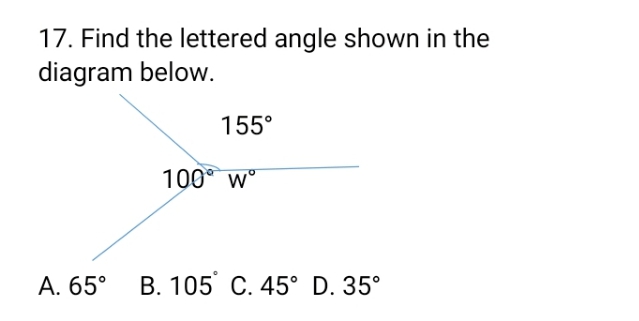 17. Find the lettered angle shown in the
diagram below.
155°
100° w°
A. 65° B. 105° C. 45° D. 35°